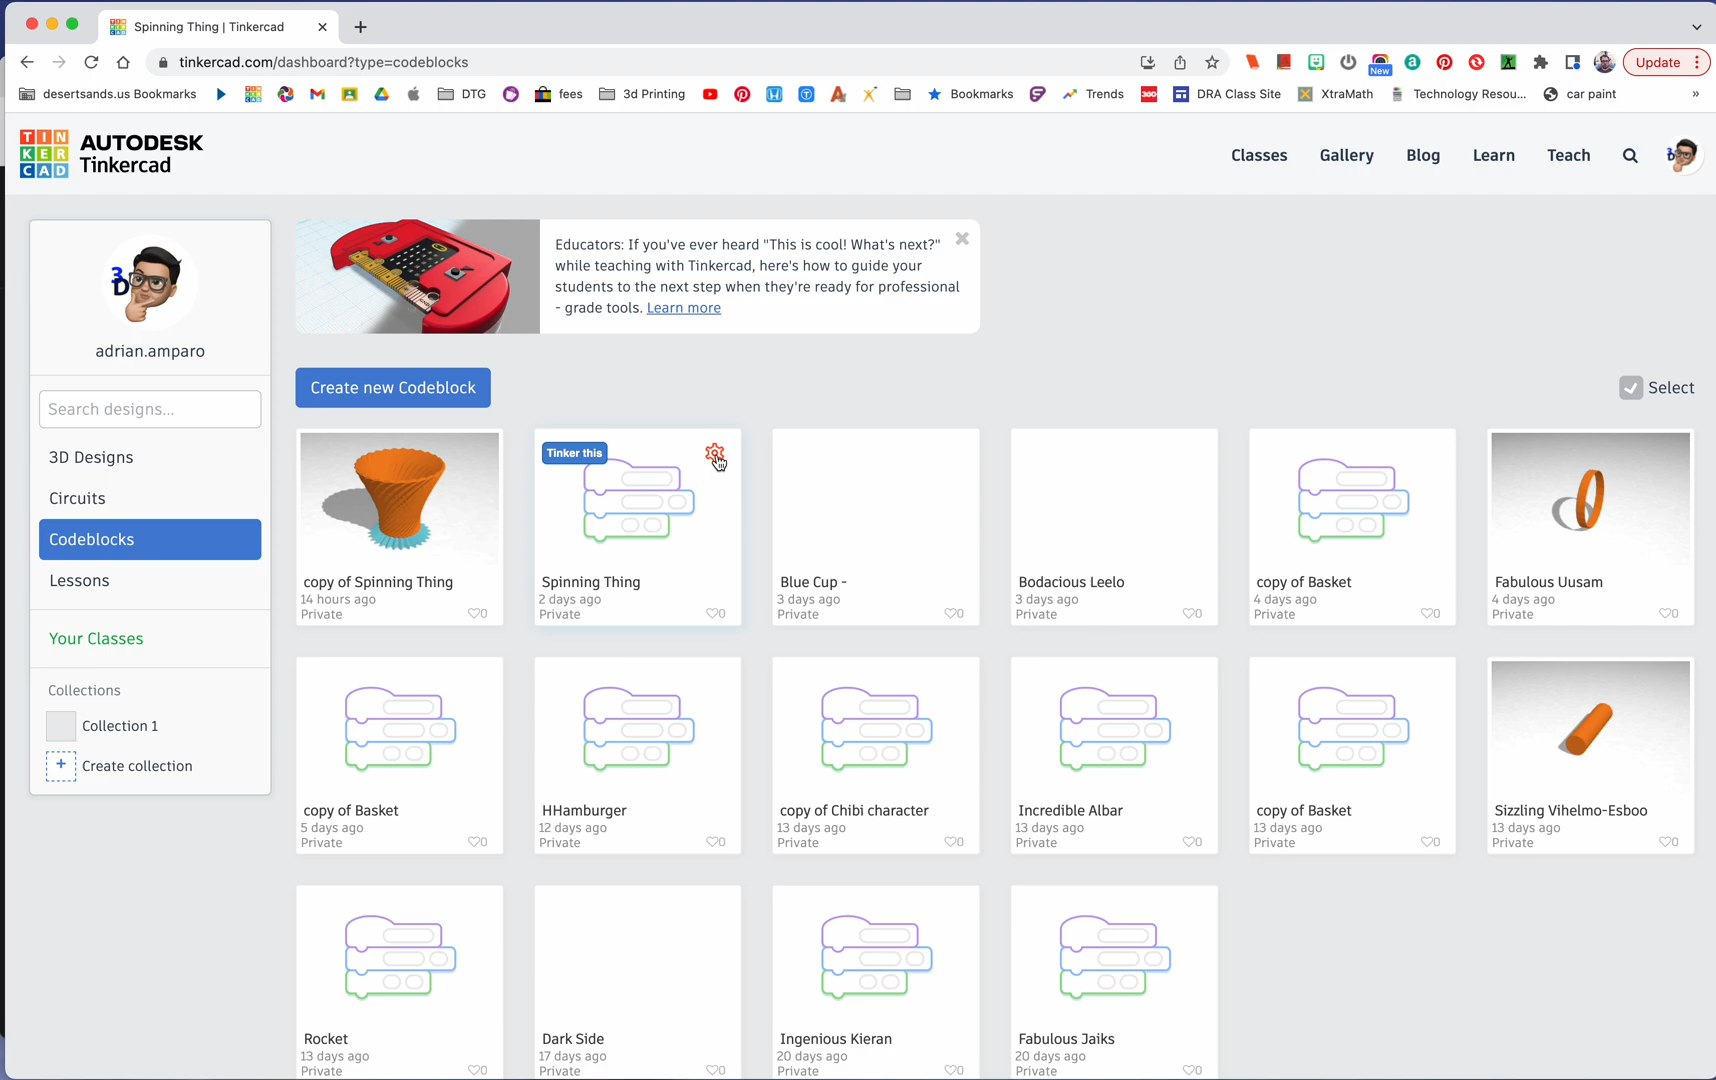 Spinning Thing | Tinkercad
tinkercad.com/dashboard?type=codeblocks
New
Update
desertsands.us Bookmarks
DTG
fees
3d Printing
Bookmarks
Trends
360
DRA Class Site
XtraMath
Technology Resou...
car paint
»
TIN
KER
CAD
AUTODESK
Tinkercad
Classes
Gallery
Blog
Learn
Teach
3D
adrian.amparo
Search designs...
3D Designs
Circuits
Codeblocks
Lessons
Your Classes
Collections
Collection 1
+ Create collection
Educators: If you've ever heard "This is cool! What's next?"
while teaching with Tinkercad, here's how to guide your
students to the next step when they're ready for professional
- grade tools. Learn more
Create new Codeblock
Select
copy of Spinning Thing
14 hours ago
Private
0
Tinker this
Spinning Thing
2 days ago
Private
0
Blue Cup -
3 days ago
Private
0
Bodacious Leelo
3 days ago
Private
0
copy of Basket
4 days ago
Private
0
Fabulous Uusam
4 days ago
Private
0
copy of Basket
5 days ago
Private
0
HHamburger
12 days ago
Private
0
copy of Chibi character
13 days ago
Private
0
Incredible Albar
13 days ago
Private
0
copy of Basket
13 days ago
Private
0
Sizzling Vihelmo-Esboo
13 days ago
Private
0
Rocket
13 days ago
Private
0
Dark Side
17 days ago
Private
0
Ingenious Kieran
20 days ago
Private
0
Fabulous Jaiks
20 days ago
Private
0